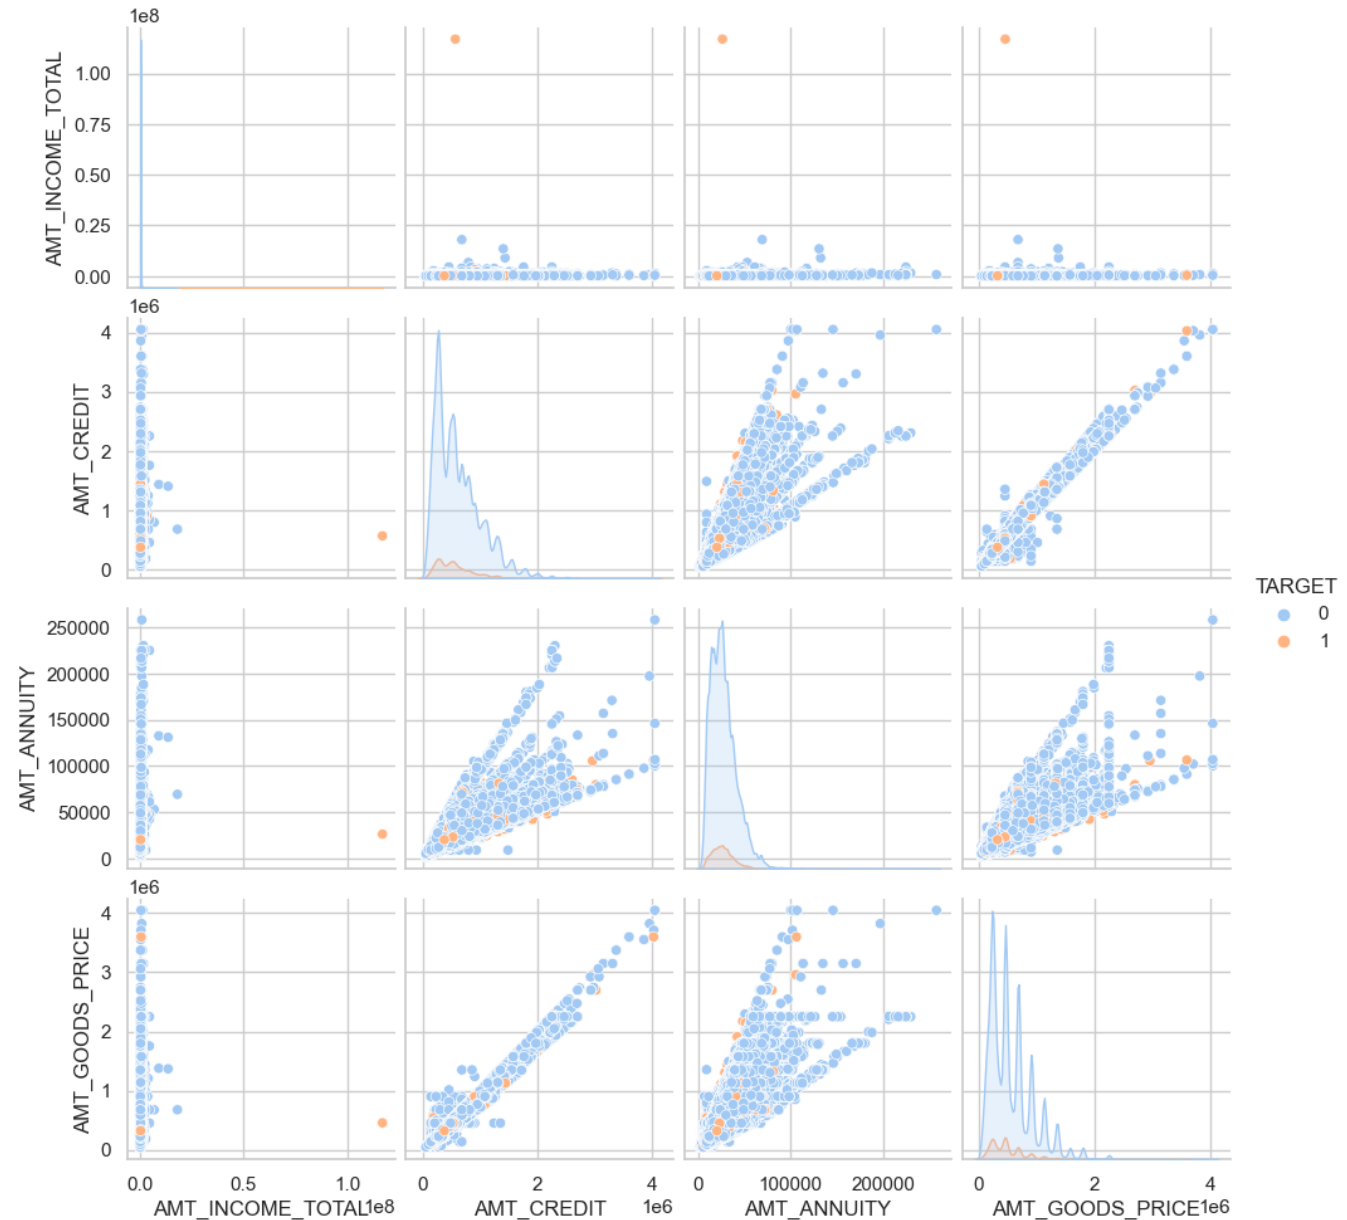 1e8
AMT_INCOME_TOTAL
1.00
0.75
0.50
0.25
0.00
1e6
AMT_CREDIT
4
3
2
1
0
TARGET
0
1
AMT_ANNUITY
250000
200000
150000
100000
50000
0
1e6
AMT_GOODS_PRICE
4
3
2
1
0
0.0 0.5 1.0 0 2 4 0 100000 200000 0 2 4
AMT_INCOME_TOTAL 1e8 AMT_CREDIT 1e6 AMT_ANNUITY AMT_GOODS_PRICE 1e6